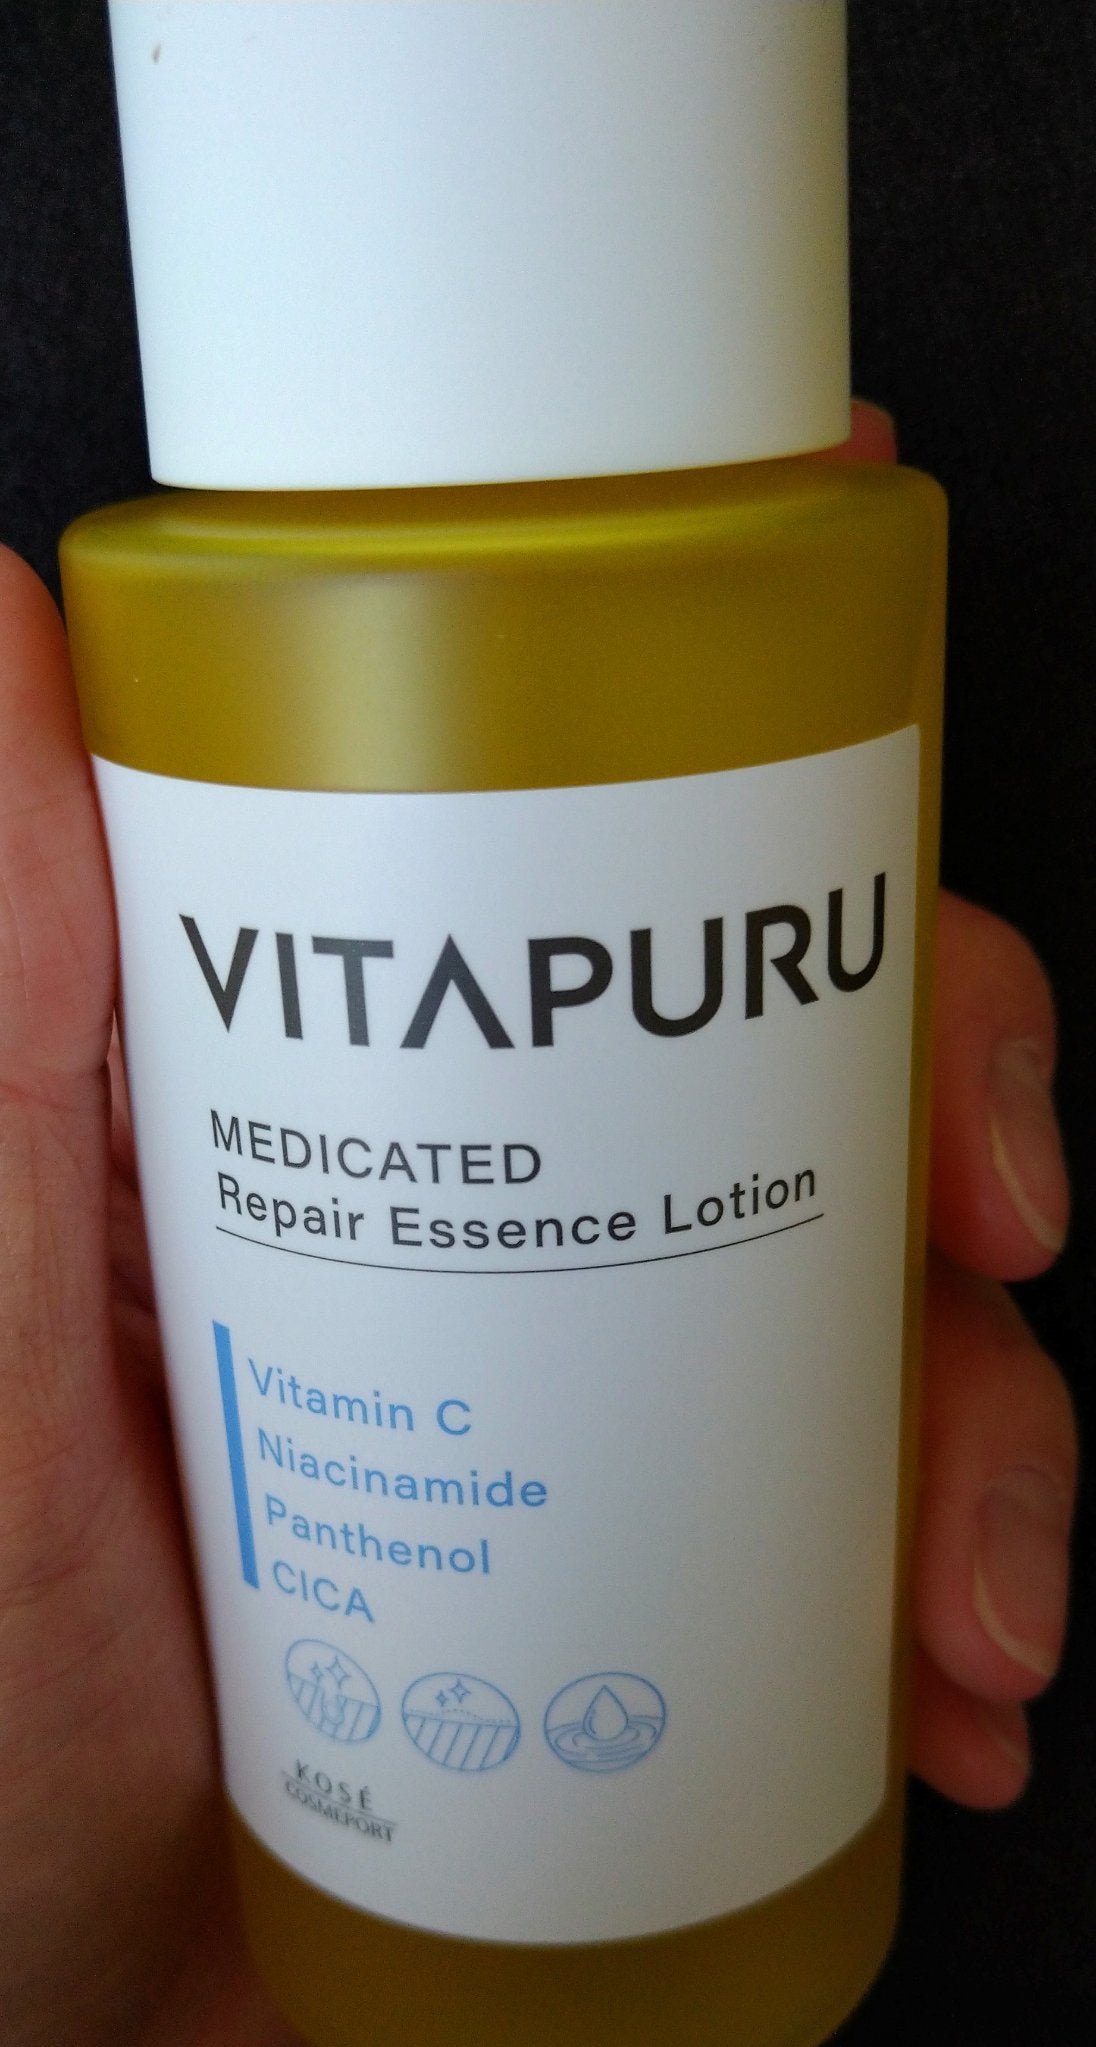 VITAPURU
MEDICATED
Repair Essence Lotion
Vitamin C
Niacinamide
Panthenol
CICA
KOSÉ
COSMEPORT